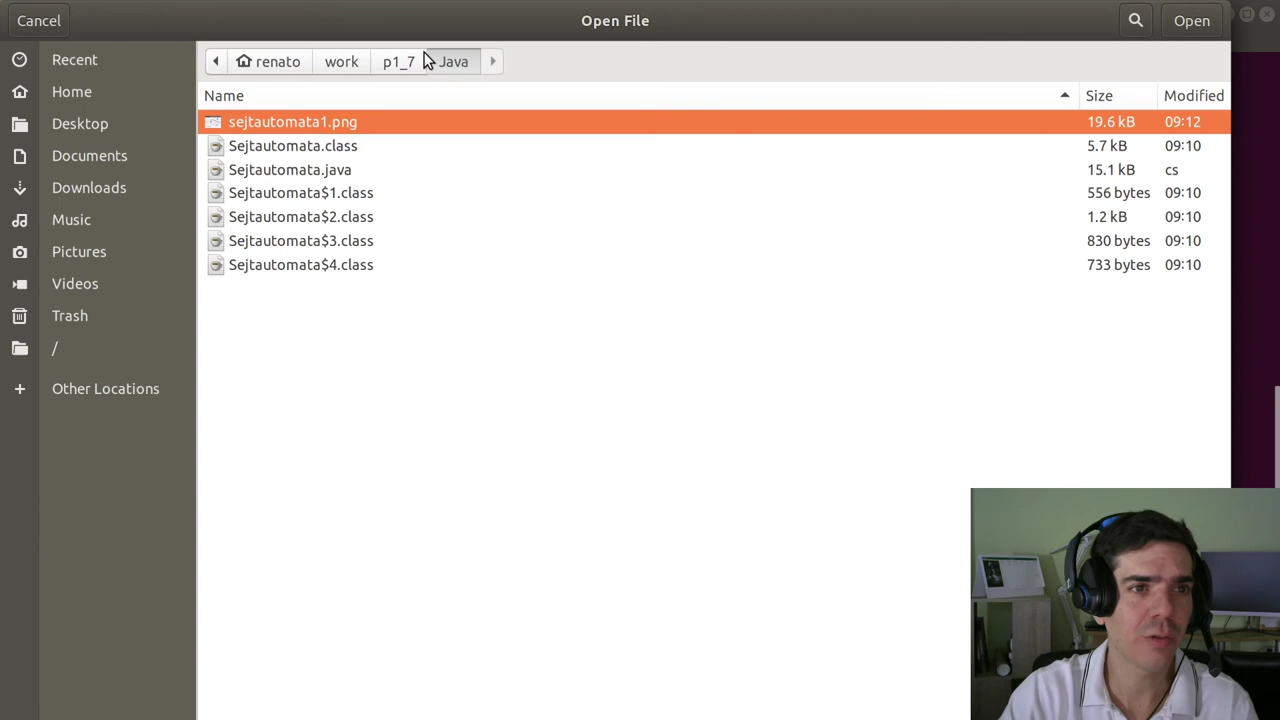 Cancel
Open File
Open
renato
work
p1_7
Java
Recent
Home
Desktop
Documents
Downloads
Music
Pictures
Videos
Trash
/
Other Locations
Name
Size
Modified
sejtautomata1.png 19.6 kB 09:12
Sejtautomata.class 5.7 kB 09:10
Sejtautomata.java 15.1 kB cs
Sejtautomata$1.class 556 bytes 09:10
Sejtautomata$2.class 1.2 kB 09:10
Sejtautomata$3.class 830 bytes 09:10
Sejtautomata$4.class 733 bytes 09:10